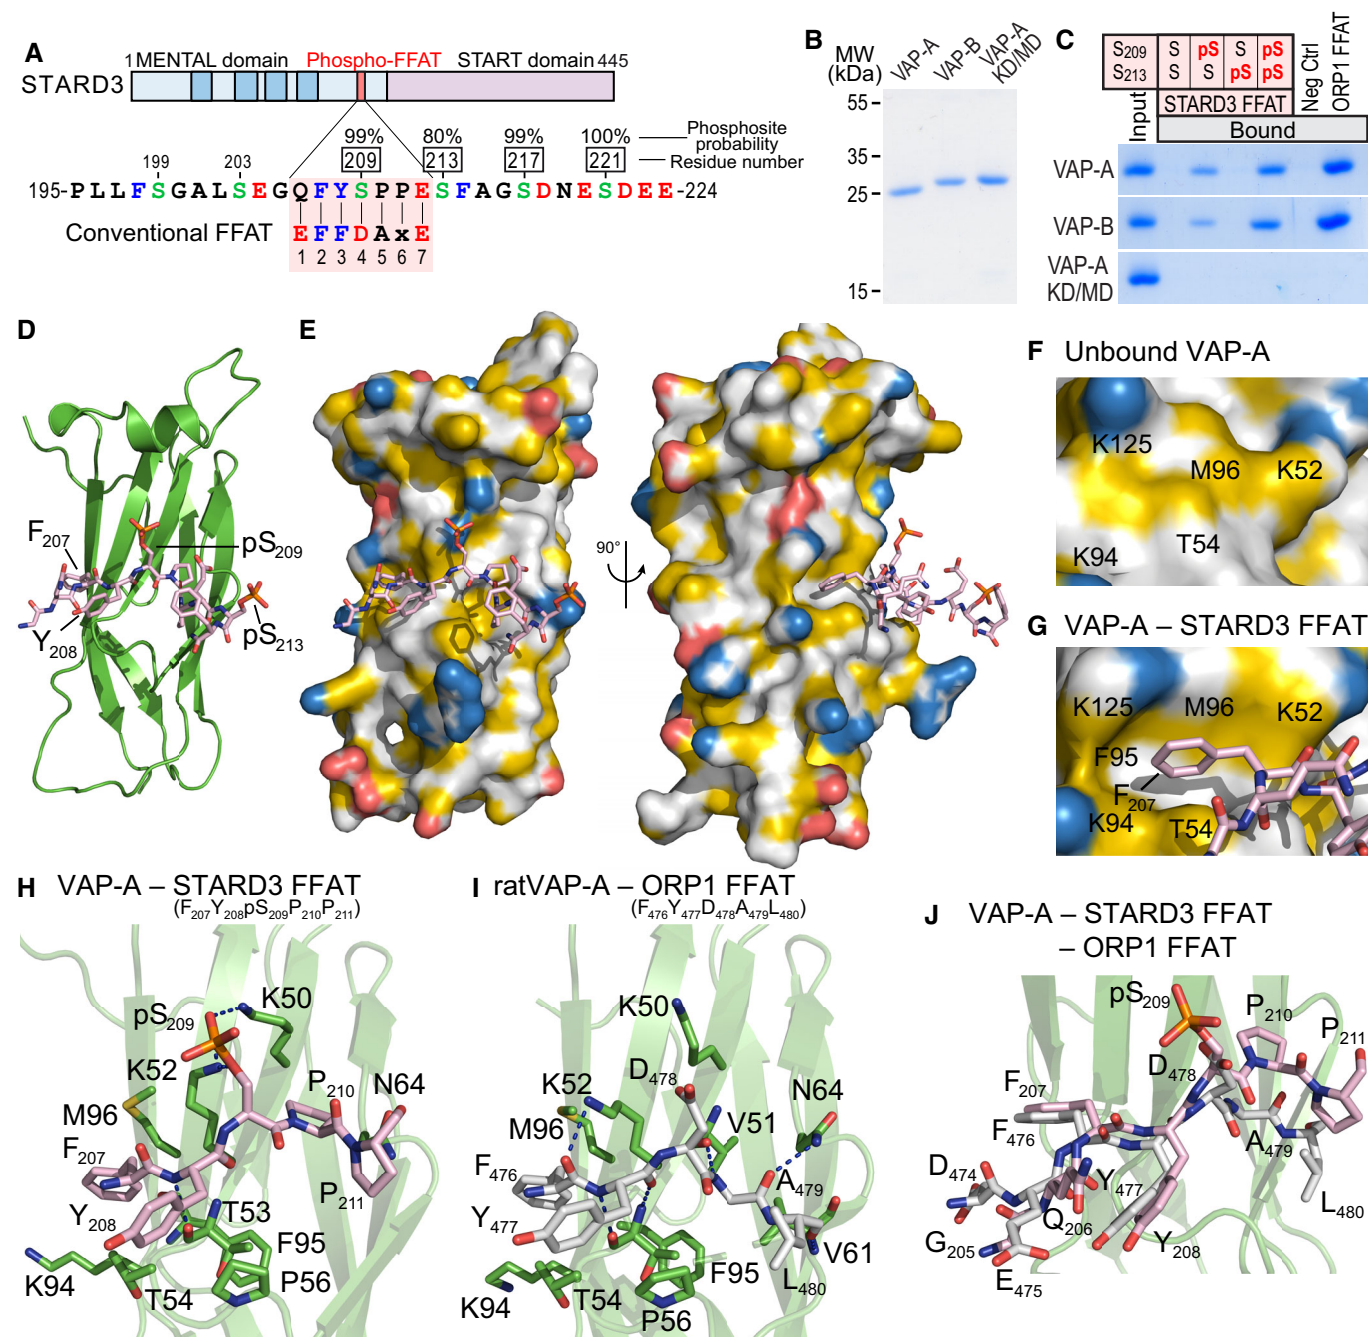 A
1 MENTAL domain Phospho-FFAT START domain 445
STARD3
99% 80% 99% 100% Phosphosite probability
199 203 209 213 217 221 Residue number
195-PLLFSGALSEGQFYSPPESFAGSDNESDEE-224
Conventional FFAT EFFDAxE
1 2 3 4 5 6 7
B
MW (kDa)
VAP-A
VAP-B
VAP-A KD/MD
55
35
25
15
C
S209 S pS S pS
S213 S S pS pS
Input
STARD3 FFAT
Neg Ctrl
ORP1 FFAT
Bound
VAP-A
VAP-B
VAP-A KD/MD
D
F207
pS209
Y208
pS213
E
90°
F Unbound VAP-A
K125
M96
K52
K94
T54
G VAP-A – STARD3 FFAT
K125
M96
K52
F95
F207
K94
T54
H VAP-A – STARD3 FFAT
(F207Y208pS209P210P211)
pS209
K50
K52
P210
N64
M96
F207
P211
Y208
T53
F95
K94
T54
P56
I ratVAP-A – ORP1 FFAT
(F476Y477D478A479L480)
K50
K52
D478
N64
M96
V51
F476
A479
Y477
V61
F95
L480
K94
T54
P56
J VAP-A – STARD3 FFAT
– ORP1 FFAT
pS209
P210
P211
D478
F207
F476
A479
D474
Y477
L480
Q206
G205
Y208
E475